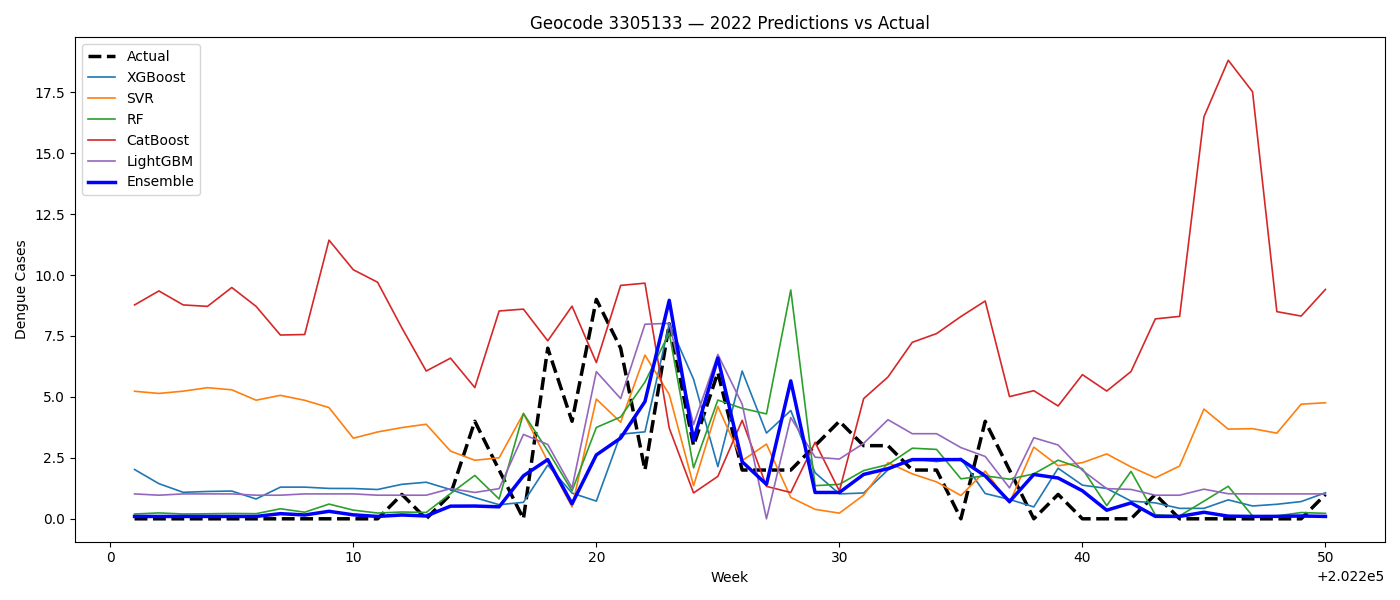 Geocode 3305133 — 2022 Predictions vs Actual
Actual
XGBoost
SVR
RF
CatBoost
LightGBM
Ensemble
Dengue Cases
17.5
15.0
12.5
10.0
7.5
5.0
2.5
0.0
0
10
20
30
40
50
Week
+2.022e5